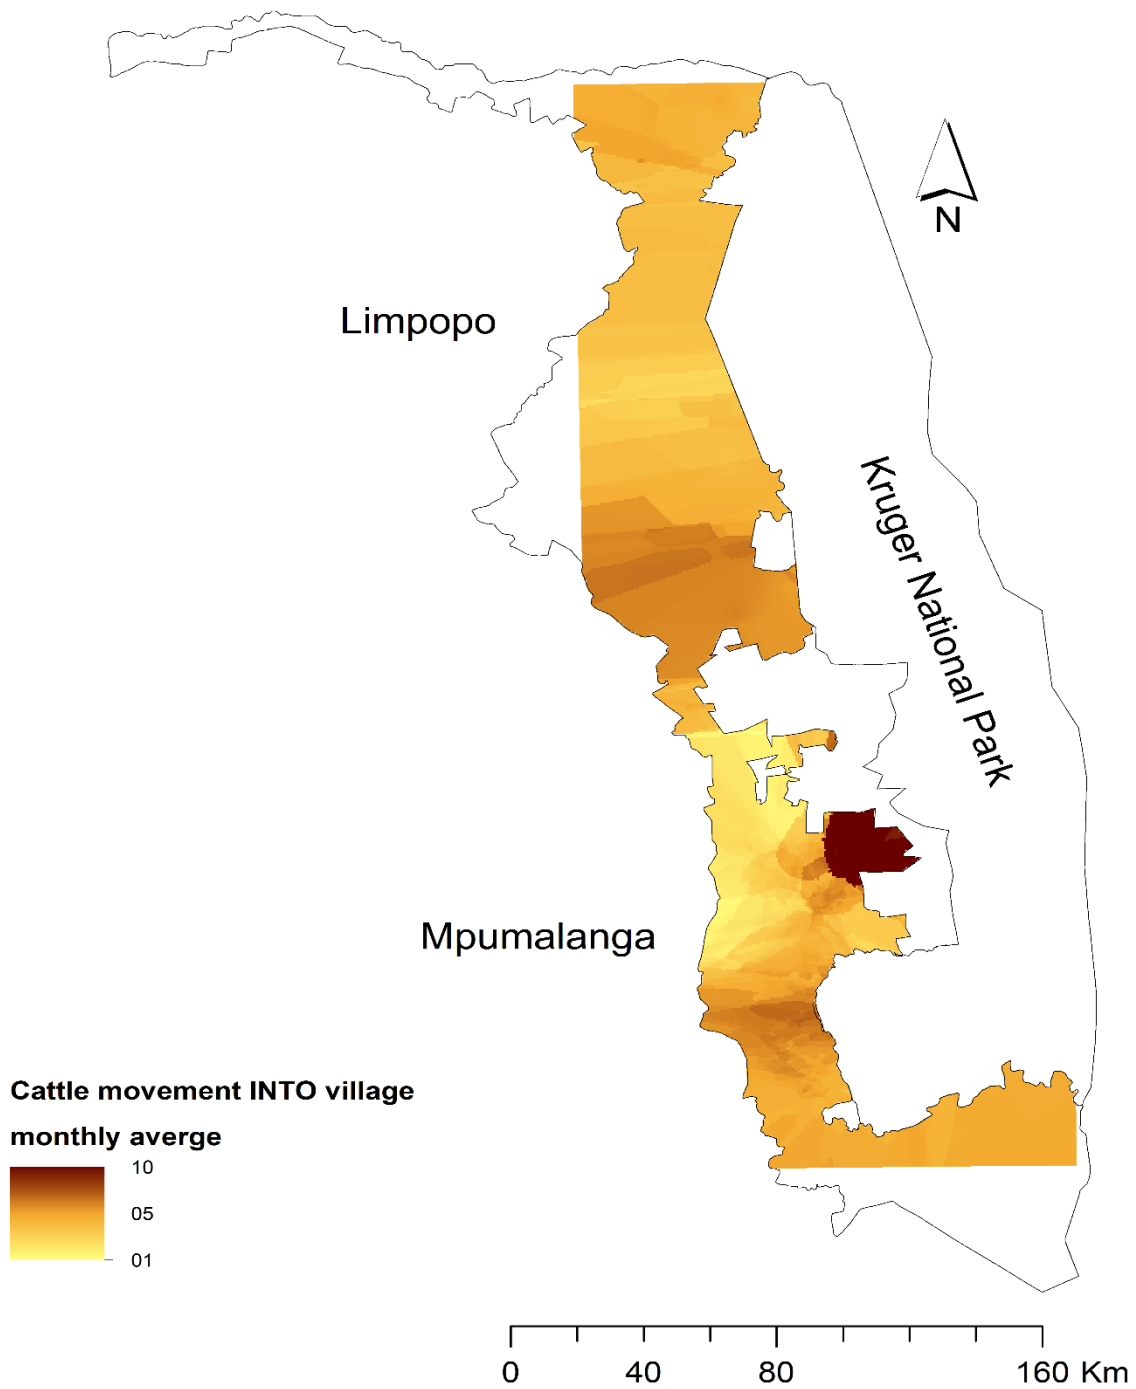 N
Limpopo
Kruger National Park
Mpumalanga
Cattle movement INTO village
monthly averge
10
05
01
0 40 80 160 Km